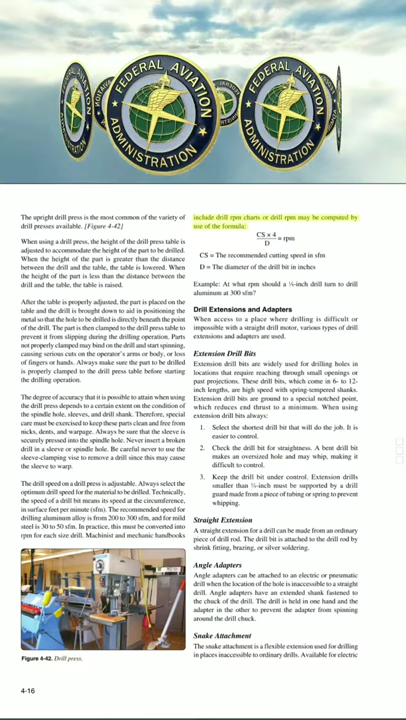 FEDERAL AVIATION
ADMINISTRATION
FEDERAL AVIATION
ADMINISTRATION
The upright drill press is the most common of the variety of
drill presses available. [Figure 4-42]
When using a drill press, the height of the drill press table is
adjusted to accommodate the height of the part to be drilled.
When the height of the part is greater than the distance
between the drill and the table, the table is lowered. When
the height of the part is less than the distance between the
drill and the table, the table is raised.
After the table is properly adjusted, the part is placed on the
table and the drill is brought down to aid in positioning the
metal so that the hole to be drilled is directly beneath the point
of the drill. The part is then clamped to the drill press table to
prevent it from slipping during the drilling operation. Parts
not properly clamped may bind on the drill and start spinning,
causing serious cuts on the operator's arms or body, or loss
of fingers or hands. Always make sure the part to be drilled
is properly clamped to the drill press table before starting
the drilling operation.
The degree of accuracy that it is possible to attain when using
the drill press depends to a certain extent on the condition of
the spindle hole, sleeves, and drill shank. Therefore, special
care must be exercised to keep these parts clean and free from
nicks, dents, and warpage. Always be sure that the sleeve is
securely pressed into the spindle hole. Never insert a broken
drill in a sleeve or spindle hole. Be careful never to use the
sleeve-clamping vise to remove a drill since this may cause
the sleeve to warp.
The drill speed on a drill press is adjustable. Always select the
optimum drill speed for the material to be drilled. Technically,
the speed of a drill bit means its speed at the circumference,
in surface feet per minute (sfm). The recommended speed for
drilling aluminum alloy is from 200 to 300 sfm, and for mild
steel is 30 to 50 sfm. In practice, this must be converted into
rpm for each size drill. Machinist and mechanic handbooks
Figure 4-42. Drill press.
4-16
include drill rpm charts or drill rpm may be computed by
use of the formula:
CS × 4
D
= rpm
CS = The recommended cutting speed in sfm
D = The diameter of the drill bit in inches
Example: At what rpm should a ⅛-inch drill turn to drill
aluminum at 300 sfm?
Drill Extensions and Adapters
When access to a place where drilling is difficult or
impossible with a straight drill motor, various types of drill
extensions and adapters are used.
Extension Drill Bits
Extension drill bits are widely used for drilling holes in
locations that require reaching through small openings or
past projections. These drill bits, which come in 6- to 12-
inch lengths, are high speed with spring-tempered shanks.
Extension drill bits are ground to a special notched point,
which reduces end thrust to a minimum. When using
extension drill bits always:
1. Select the shortest drill bit that will do the job. It is
easier to control.
2. Check the drill bit for straightness. A bent drill bit
makes an oversized hole and may whip, making it
difficult to control.
3. Keep the drill bit under control. Extension drills
smaller than ¼-inch must be supported by a drill
guard made from a piece of tubing or spring to prevent
whipping.
Straight Extension
A straight extension for a drill can be made from an ordinary
piece of drill rod. The drill bit is attached to the drill rod by
shrink fitting, brazing, or silver soldering.
Angle Adapters
Angle adapters can be attached to an electric or pneumatic
drill when the location of the hole is inaccessible to a straight
drill. Angle adapters have an extended shank fastened to
the chuck of the drill. The drill is held in one hand and the
adapter in the other to prevent the adapter from spinning
around the drill chuck.
Snake Attachment
The snake attachment is a flexible extension used for drilling
in places inaccessible to ordinary drills. Available for electric